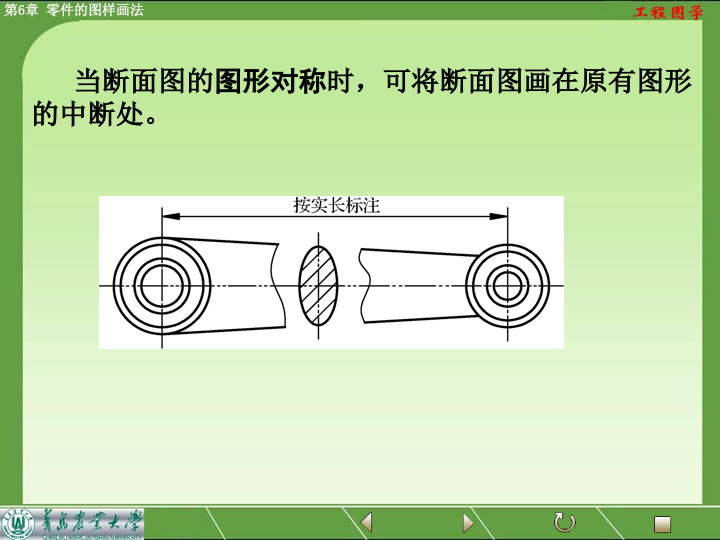 第6章 零件的图样画法
工程图学
当断面图的图形对称时，可将断面图画在原有图形
的中断处。
按实长标注
青岛农业大学